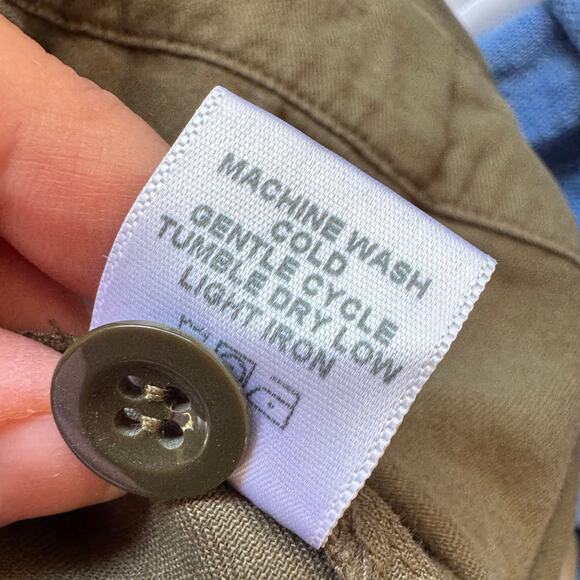 MACHINE WASH
COLD
GENTLE CYCLE
TUMBLE DRY LOW
LIGHT IRON